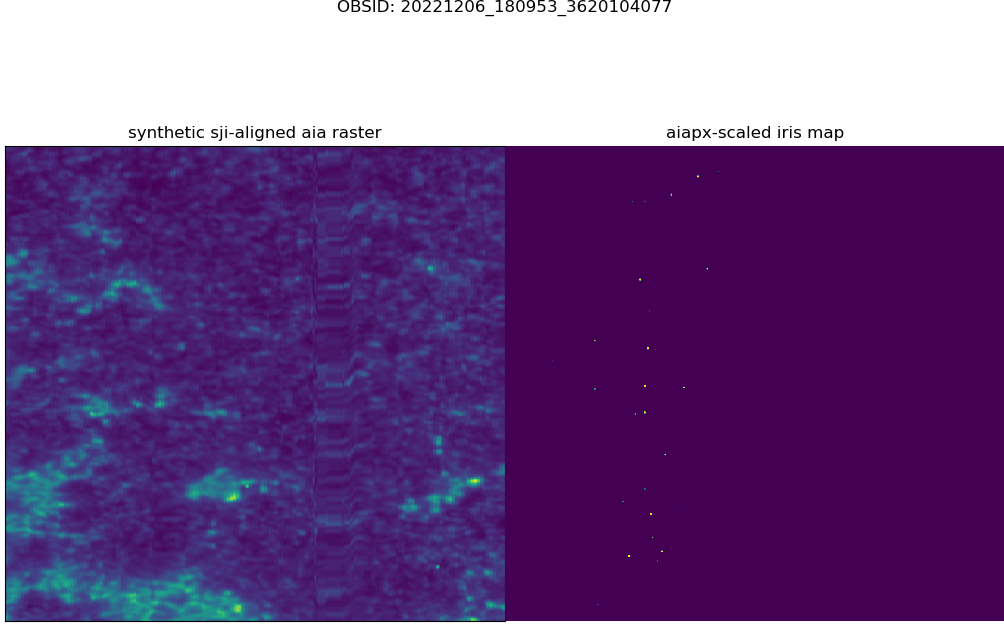 OBSID: 20221206_180953_3620104077
synthetic sji-aligned aia raster
aiapx-scaled iris map